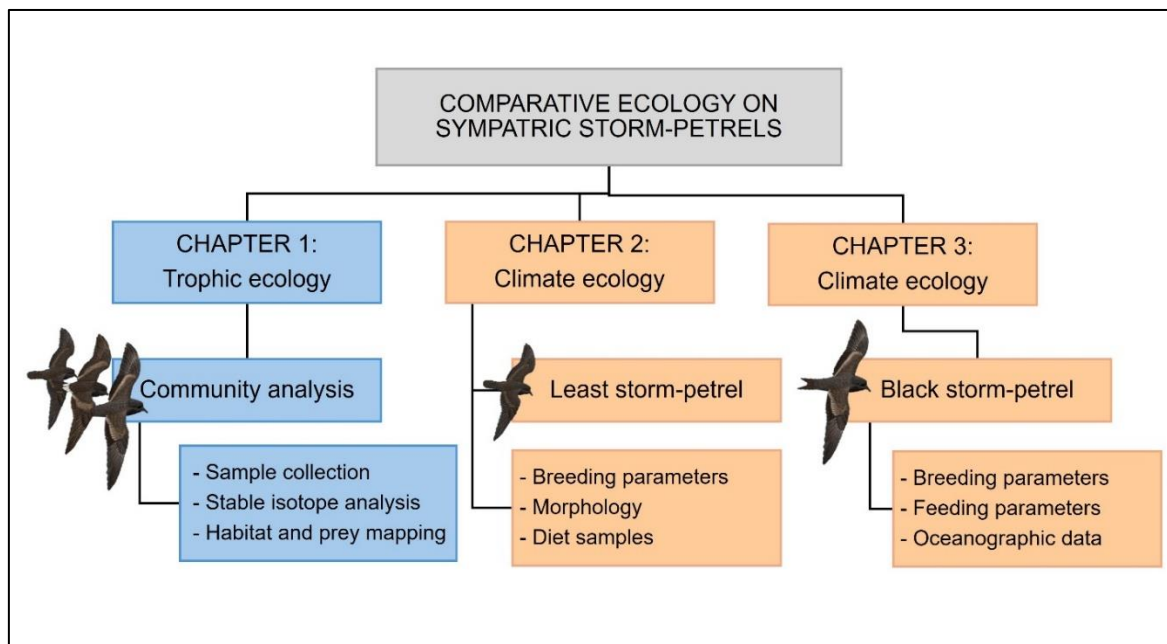 COMPARATIVE ECOLOGY ON
SYMPATRIC STORM-PETRELS
CHAPTER 1:
Trophic ecology
Community analysis
- Sample collection
- Stable isotope analysis
- Habitat and prey mapping
CHAPTER 2:
Climate ecology
Least storm-petrel
- Breeding parameters
- Morphology
- Diet samples
CHAPTER 3:
Climate ecology
Black storm-petrel
- Breeding parameters
- Feeding parameters
- Oceanographic data